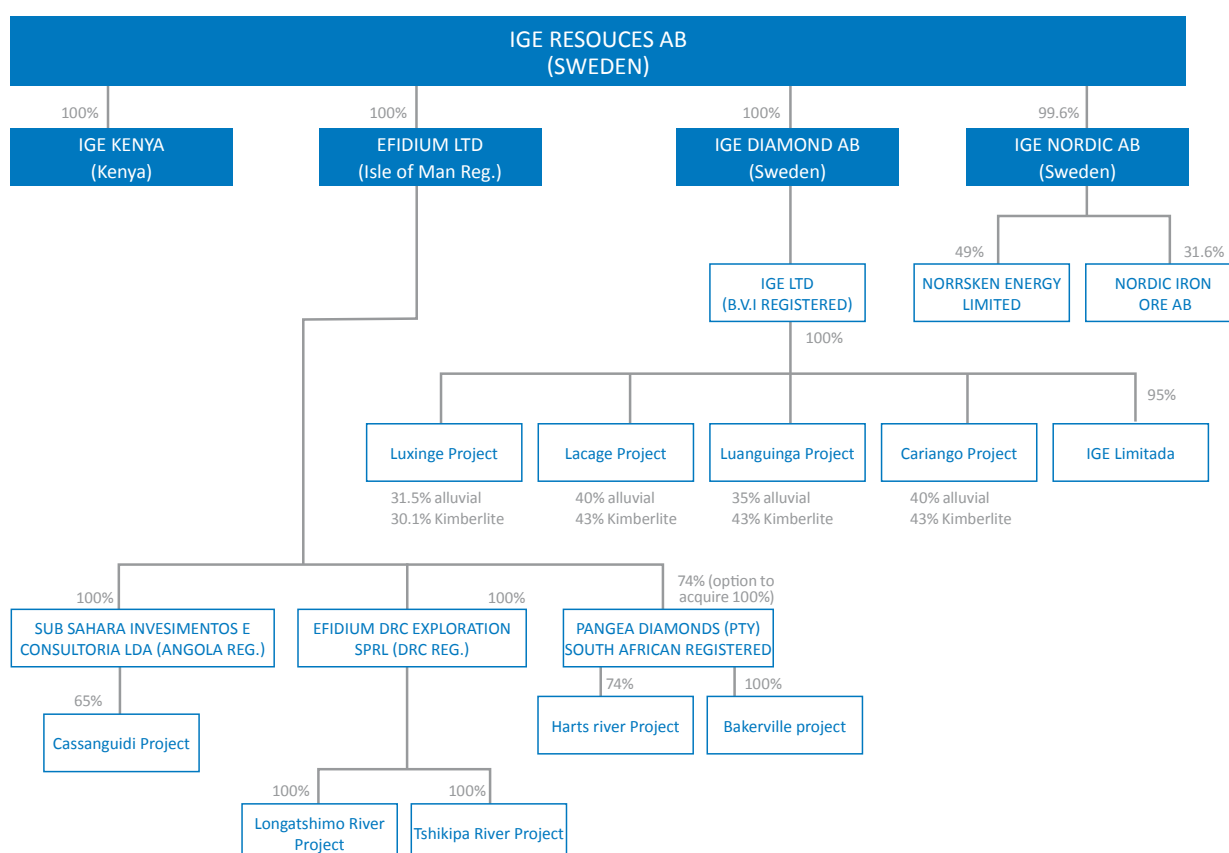 IGE RESOUCES AB
(SWEDEN)
100%
100%
100%
99.6%
IGE KENYA
(Kenya)
EFIDIUM LTD
(Isle of Man Reg.)
IGE DIAMOND AB
(Sweden)
IGE NORDIC AB
(Sweden)
49%
31.6%
IGE LTD
(B.V.I REGISTERED)
NORRSKEN ENERGY
LIMITED
NORDIC IRON
ORE AB
100%
95%
Luxinge Project
Lacage Project
Luanguinga Project
Cariango Project
IGE Limitada
31.5% alluvial
30.1% Kimberlite
40% alluvial
43% Kimberlite
35% alluvial
43% Kimberlite
40% alluvial
43% Kimberlite
100%
100%
74% (option to
acquire 100%)
SUB SAHARA INVESIMENTOS E
CONSULTORIA LDA (ANGOLA REG.)
EFIDIUM DRC EXPLORATION
SPRL (DRC REG.)
PANGEA DIAMONDS (PTY)
SOUTH AFRICAN REGISTERED
65%
74%
100%
Cassanguidi Project
Harts river Project
Bakerville project
100%
100%
Longatshimo River
Project
Tshikipa River Project